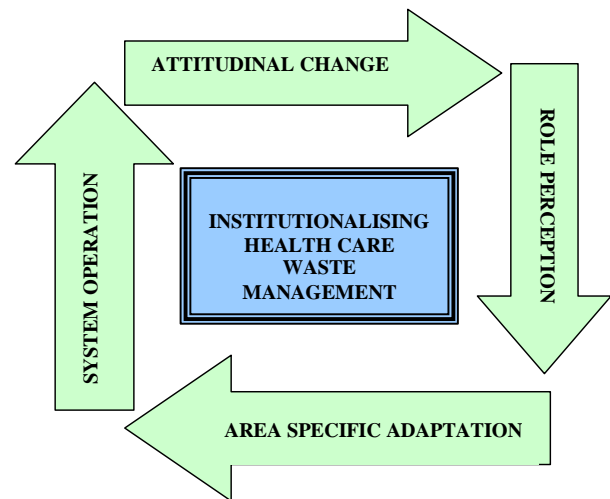 ATTITUDINAL CHANGE
ROLE PERCEPTION
INSTITUTIONALISING
HEALTH CARE
WASTE
MANAGEMENT
SYSTEM OPERATION
AREA SPECIFIC ADAPTATION